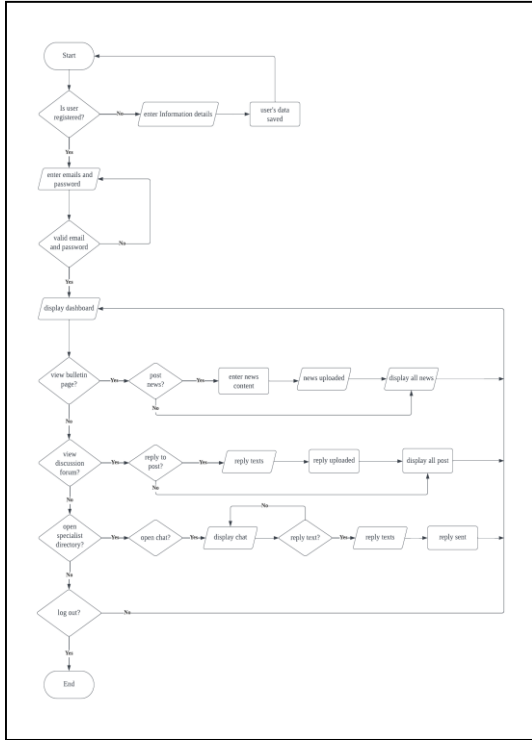 Start
Is user
registered?
No
enter Information details
user's data
saved
Yes
enter emails and
password
valid email
and password
No
Yes
display dashboard
view bulletin
page?
Yes
post
news?
Yes
enter news
content
news uploaded
display all news
No
No
view
discussion
forum?
Yes
reply to
post?
Yes
reply texts
reply uploaded
display all post
No
No
open
specialist
directory?
Yes
open chat?
Yes
display chat
No
reply text?
Yes
reply texts
reply sent
No
log out?
No
Yes
End